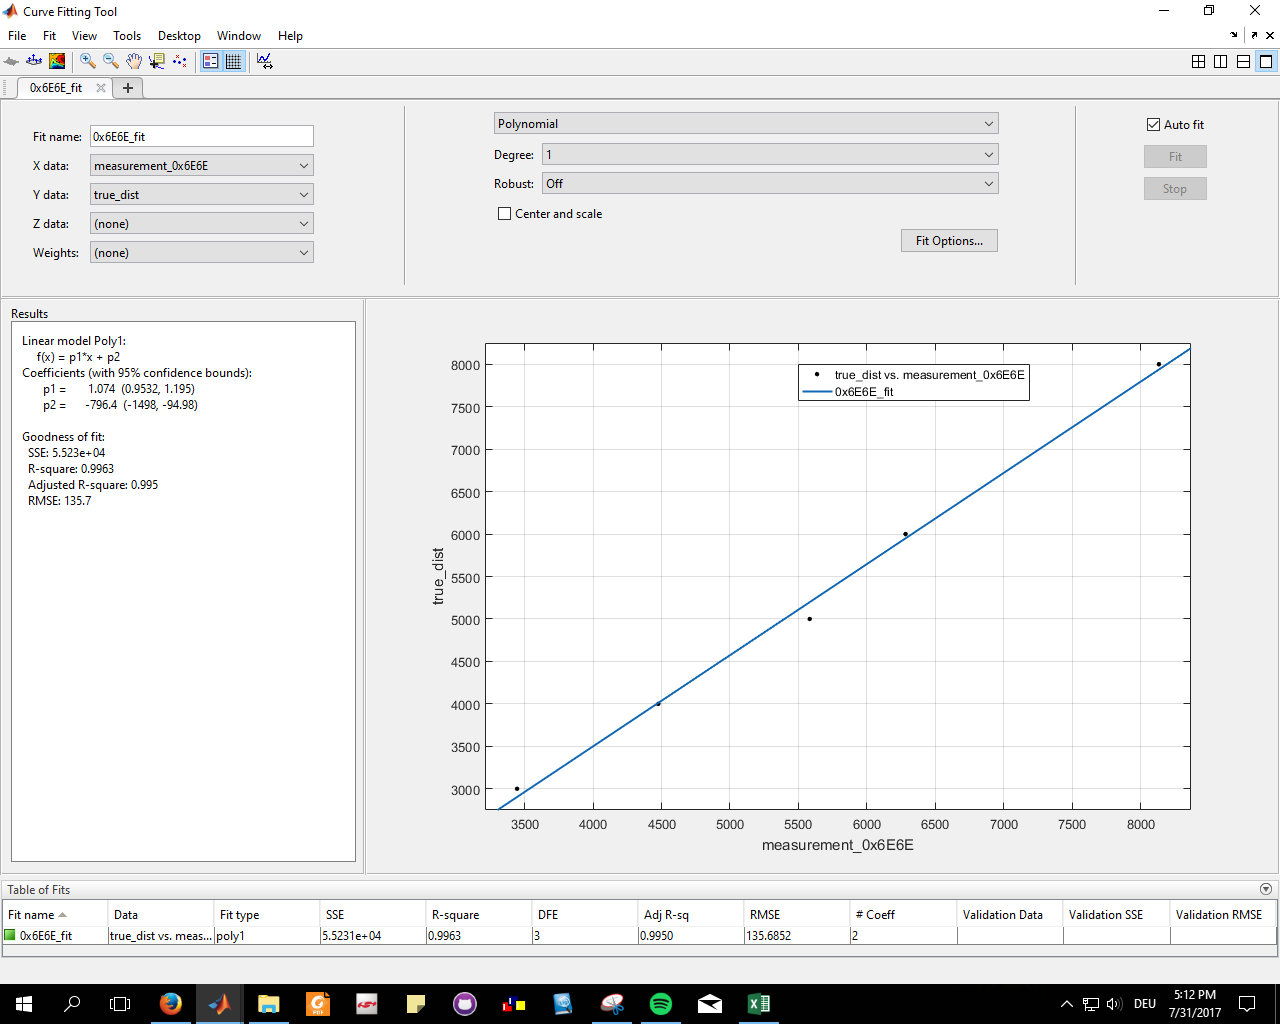 Curve Fitting Tool
File Fit View Tools Desktop Window Help
0x6E6E_fit
Fit name: 0x6E6E_fit
X data: measurement_0x6E6E
Y data: true_dist
Z data: (none)
Weights: (none)
Polynomial
Degree: 1
Robust: Off
Center and scale
Fit Options...
Auto fit
Fit
Stop
Results
Linear model Poly1:
f(x) = p1*x + p2
Coefficients (with 95% confidence bounds):
p1 = 1.074 (0.9532, 1.195)
p2 = -796.4 (-1498, -94.98)
Goodness of fit:
SSE: 5.523e+04
R-square: 0.9963
Adjusted R-square: 0.995
RMSE: 135.7
true_dist vs. measurement_0x6E6E
0x6E6E_fit
8000
7500
7000
6500
6000
5500
5000
4500
4000
3500
3000
true_dist
3500 4000 4500 5000 5500 6000 6500 7000 7500 8000
measurement_0x6E6E
Table of Fits
Fit name Data Fit type SSE R-square DFE Adj R-sq RMSE # Coeff Validation Data Validation SSE Validation RMSE
0x6E6E_fit true_dist vs. meas... poly1 5.5231e+04 0.9963 3 0.9950 135.6852 2
PDF
DEU
5:12 PM
7/31/2017